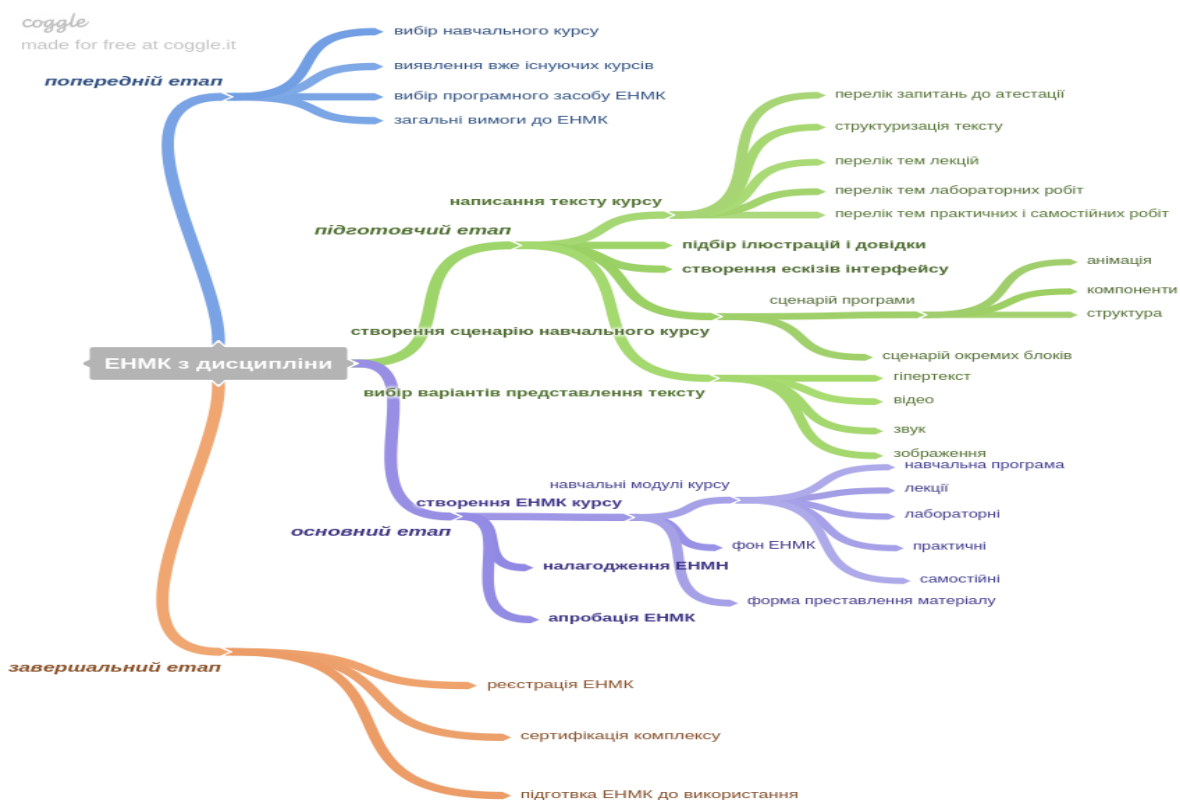 coggle
made for free at coggle.it
попередній етап
вибір навчального курсу
виявлення вже існуючих курсів
вибір програмного засобу ЕНМК
загальні вимоги до ЕНМК
ЕНМК з дисципліни
підготовчий етап
написання тексту курсу
перелік запитань до атестації
структуризація тексту
перелік тем лекцій
перелік тем лабораторних робіт
перелік тем практичних і самостійних робіт
підбір ілюстрацій і довідки
створення ескізів інтерфейсу
створення сценарію навчального курсу
сценарій програми
анімація
компоненти
структура
сценарій окремих блоків
вибір варіантів представлення тексту
гіпертекст
відео
звук
зображення
основний етап
створення ЕНМК курсу
навчальні модулі курсу
навчальна програма
лекції
лабораторні
практичні
самостійні
фон ЕНМК
форма преставлення матеріалу
налагодження ЕНМН
апробація ЕНМК
завершальний етап
реєстрація ЕНМК
сертифікація комплексу
підготвка ЕНМК до використання